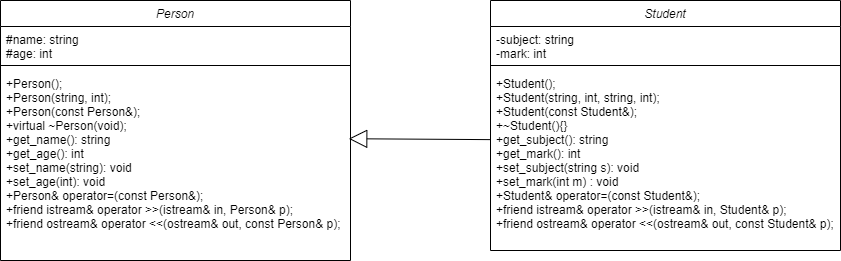 Person
#name: string
#age: int
+Person();
+Person(string, int);
+Person(const Person&);
+virtual ~Person(void);
+get_name(): string
+get_age(): int
+set_name(string): void
+set_age(int): void
+Person& operator=(const Person&);
+friend istream& operator >>(istream& in, Person& p);
+friend ostream& operator <<(ostream& out, const Person& p);
Student
-subject: string
-mark: int
+Student();
+Student(string, int, string, int);
+Student(const Student&);
+~Student(){}
+get_subject(): string
+get_mark(): int
+set_subject(string s): void
+set_mark(int m) : void
+Student& operator=(const Student&);
+friend istream& operator >>(istream& in, Student& p);
+friend ostream& operator <<(ostream& out, const Student& p);